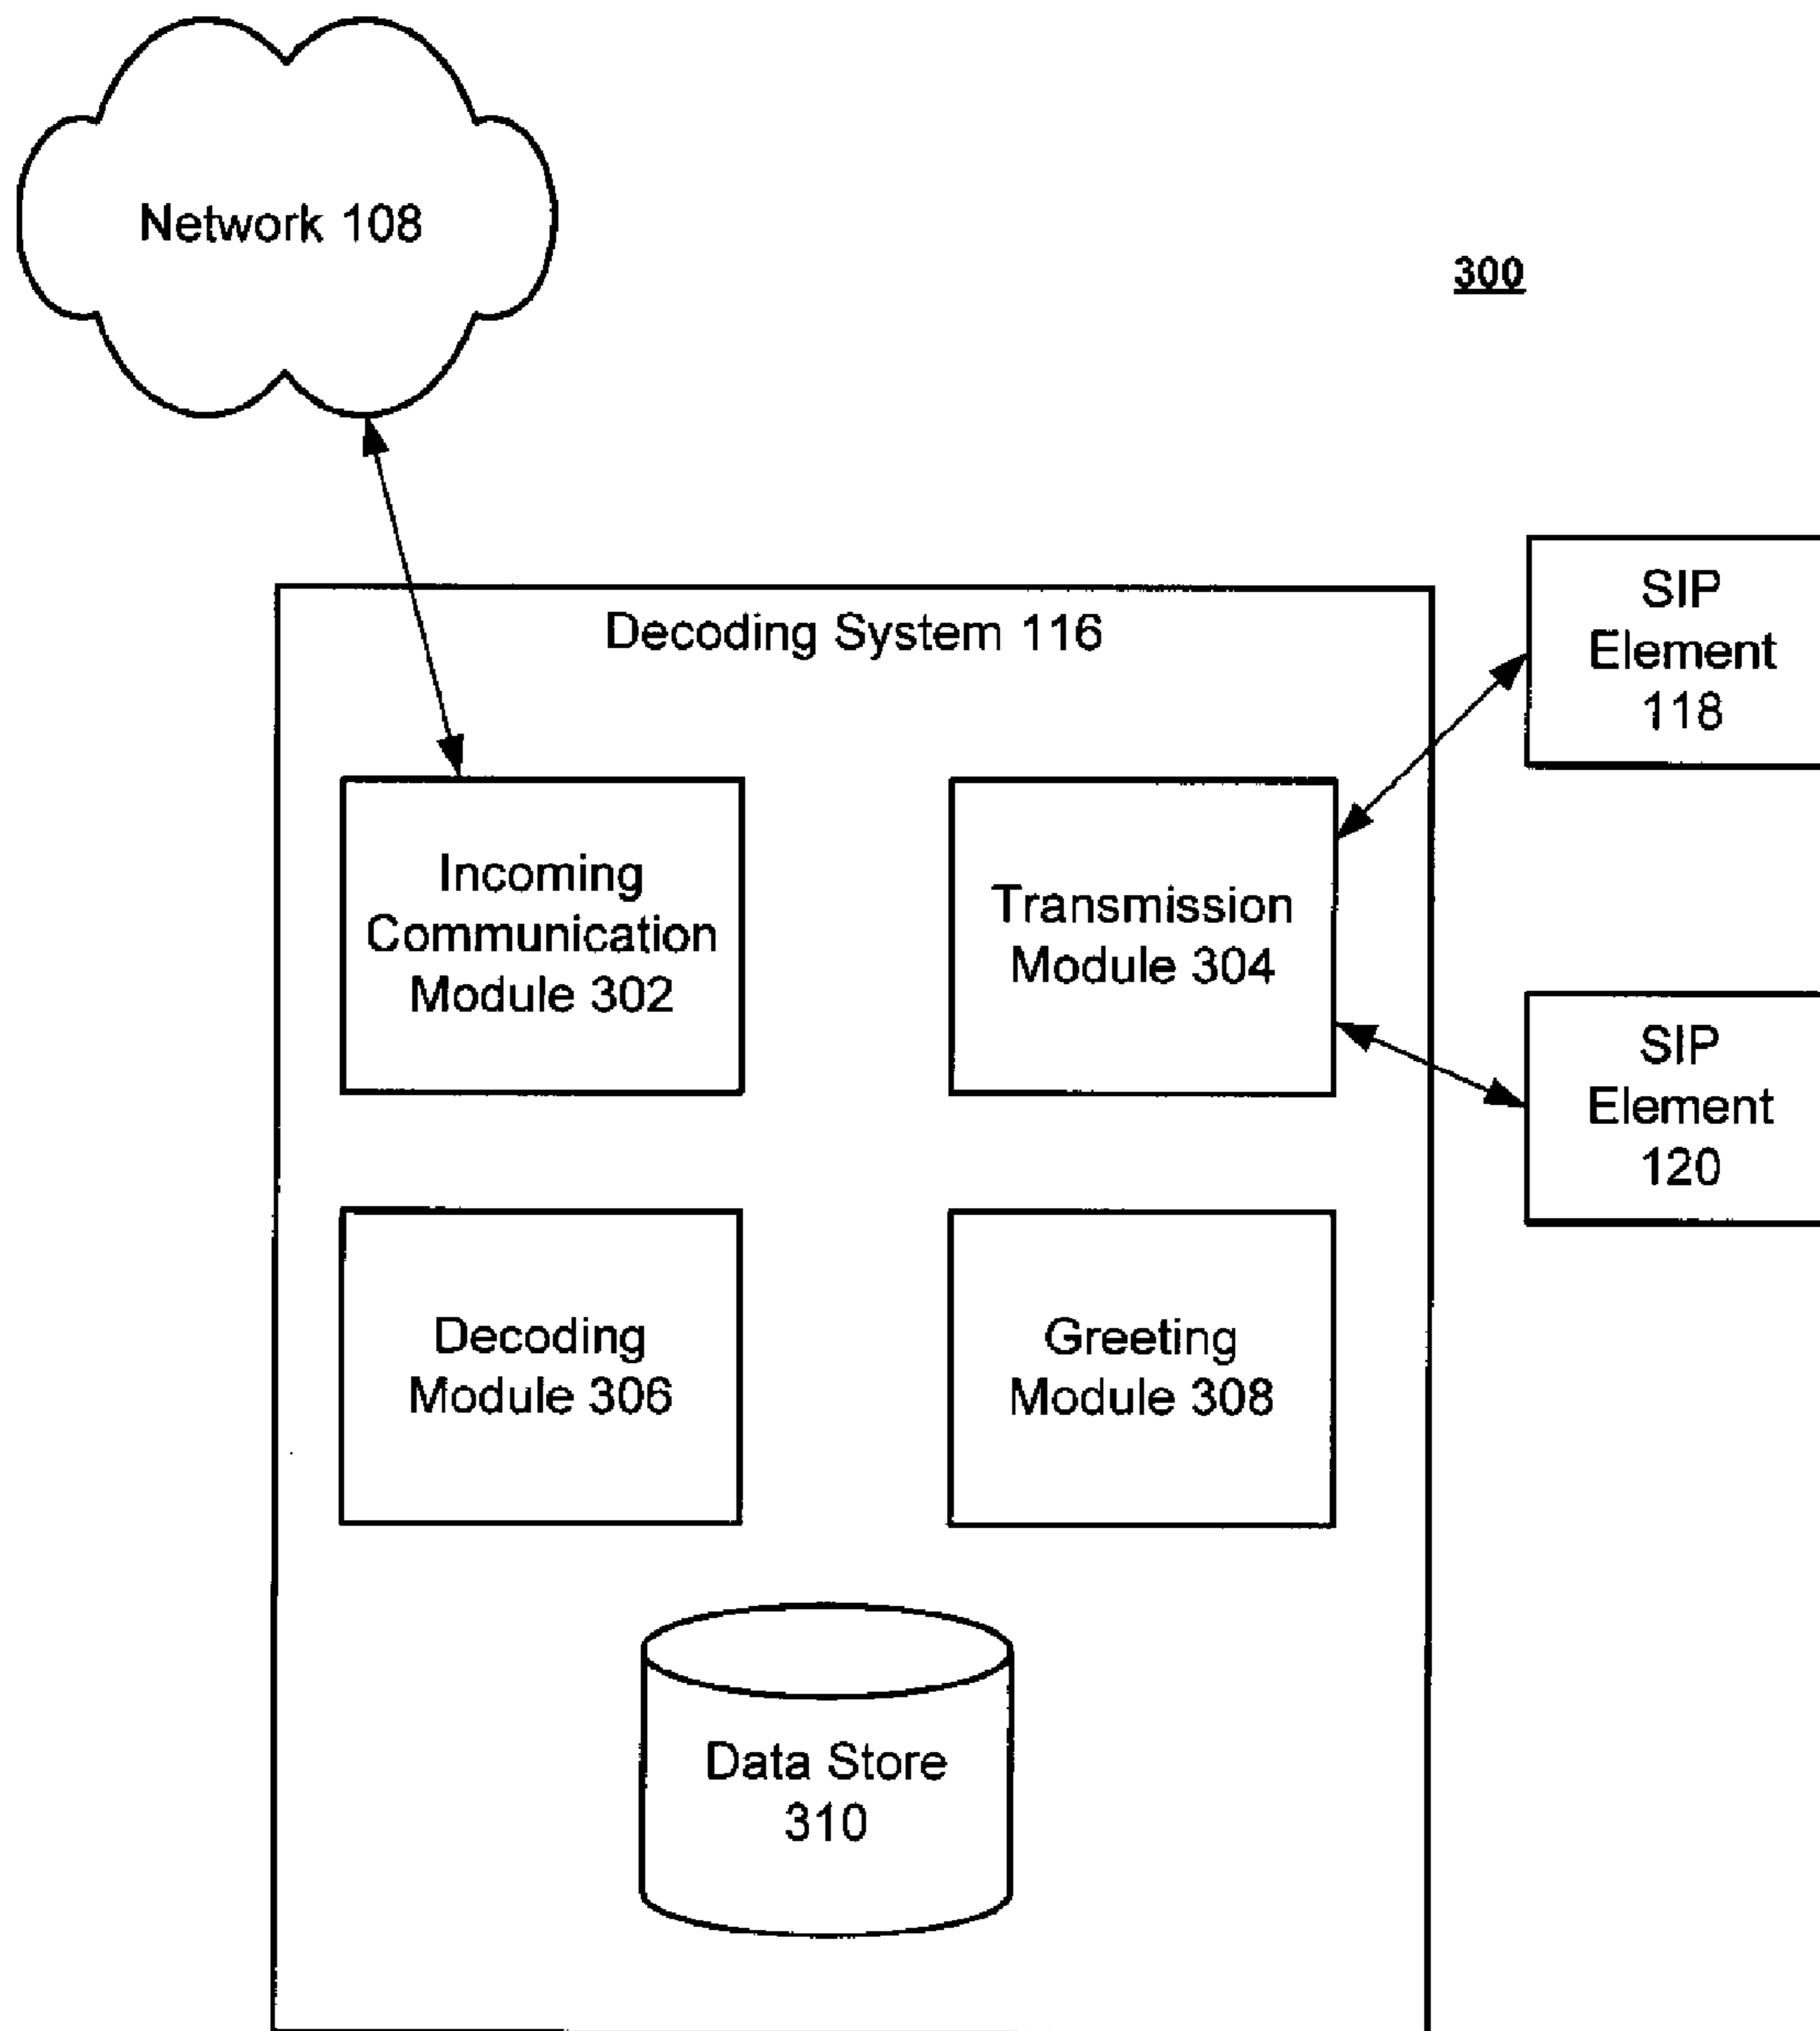 Network 108
300
Decoding System 116
SIP
Element
118
Incoming
Communication
Module 302
Transmission
Module 304
SIP
Element
120
Decoding
Module 306
Greeting
Module 308
Data Store
310